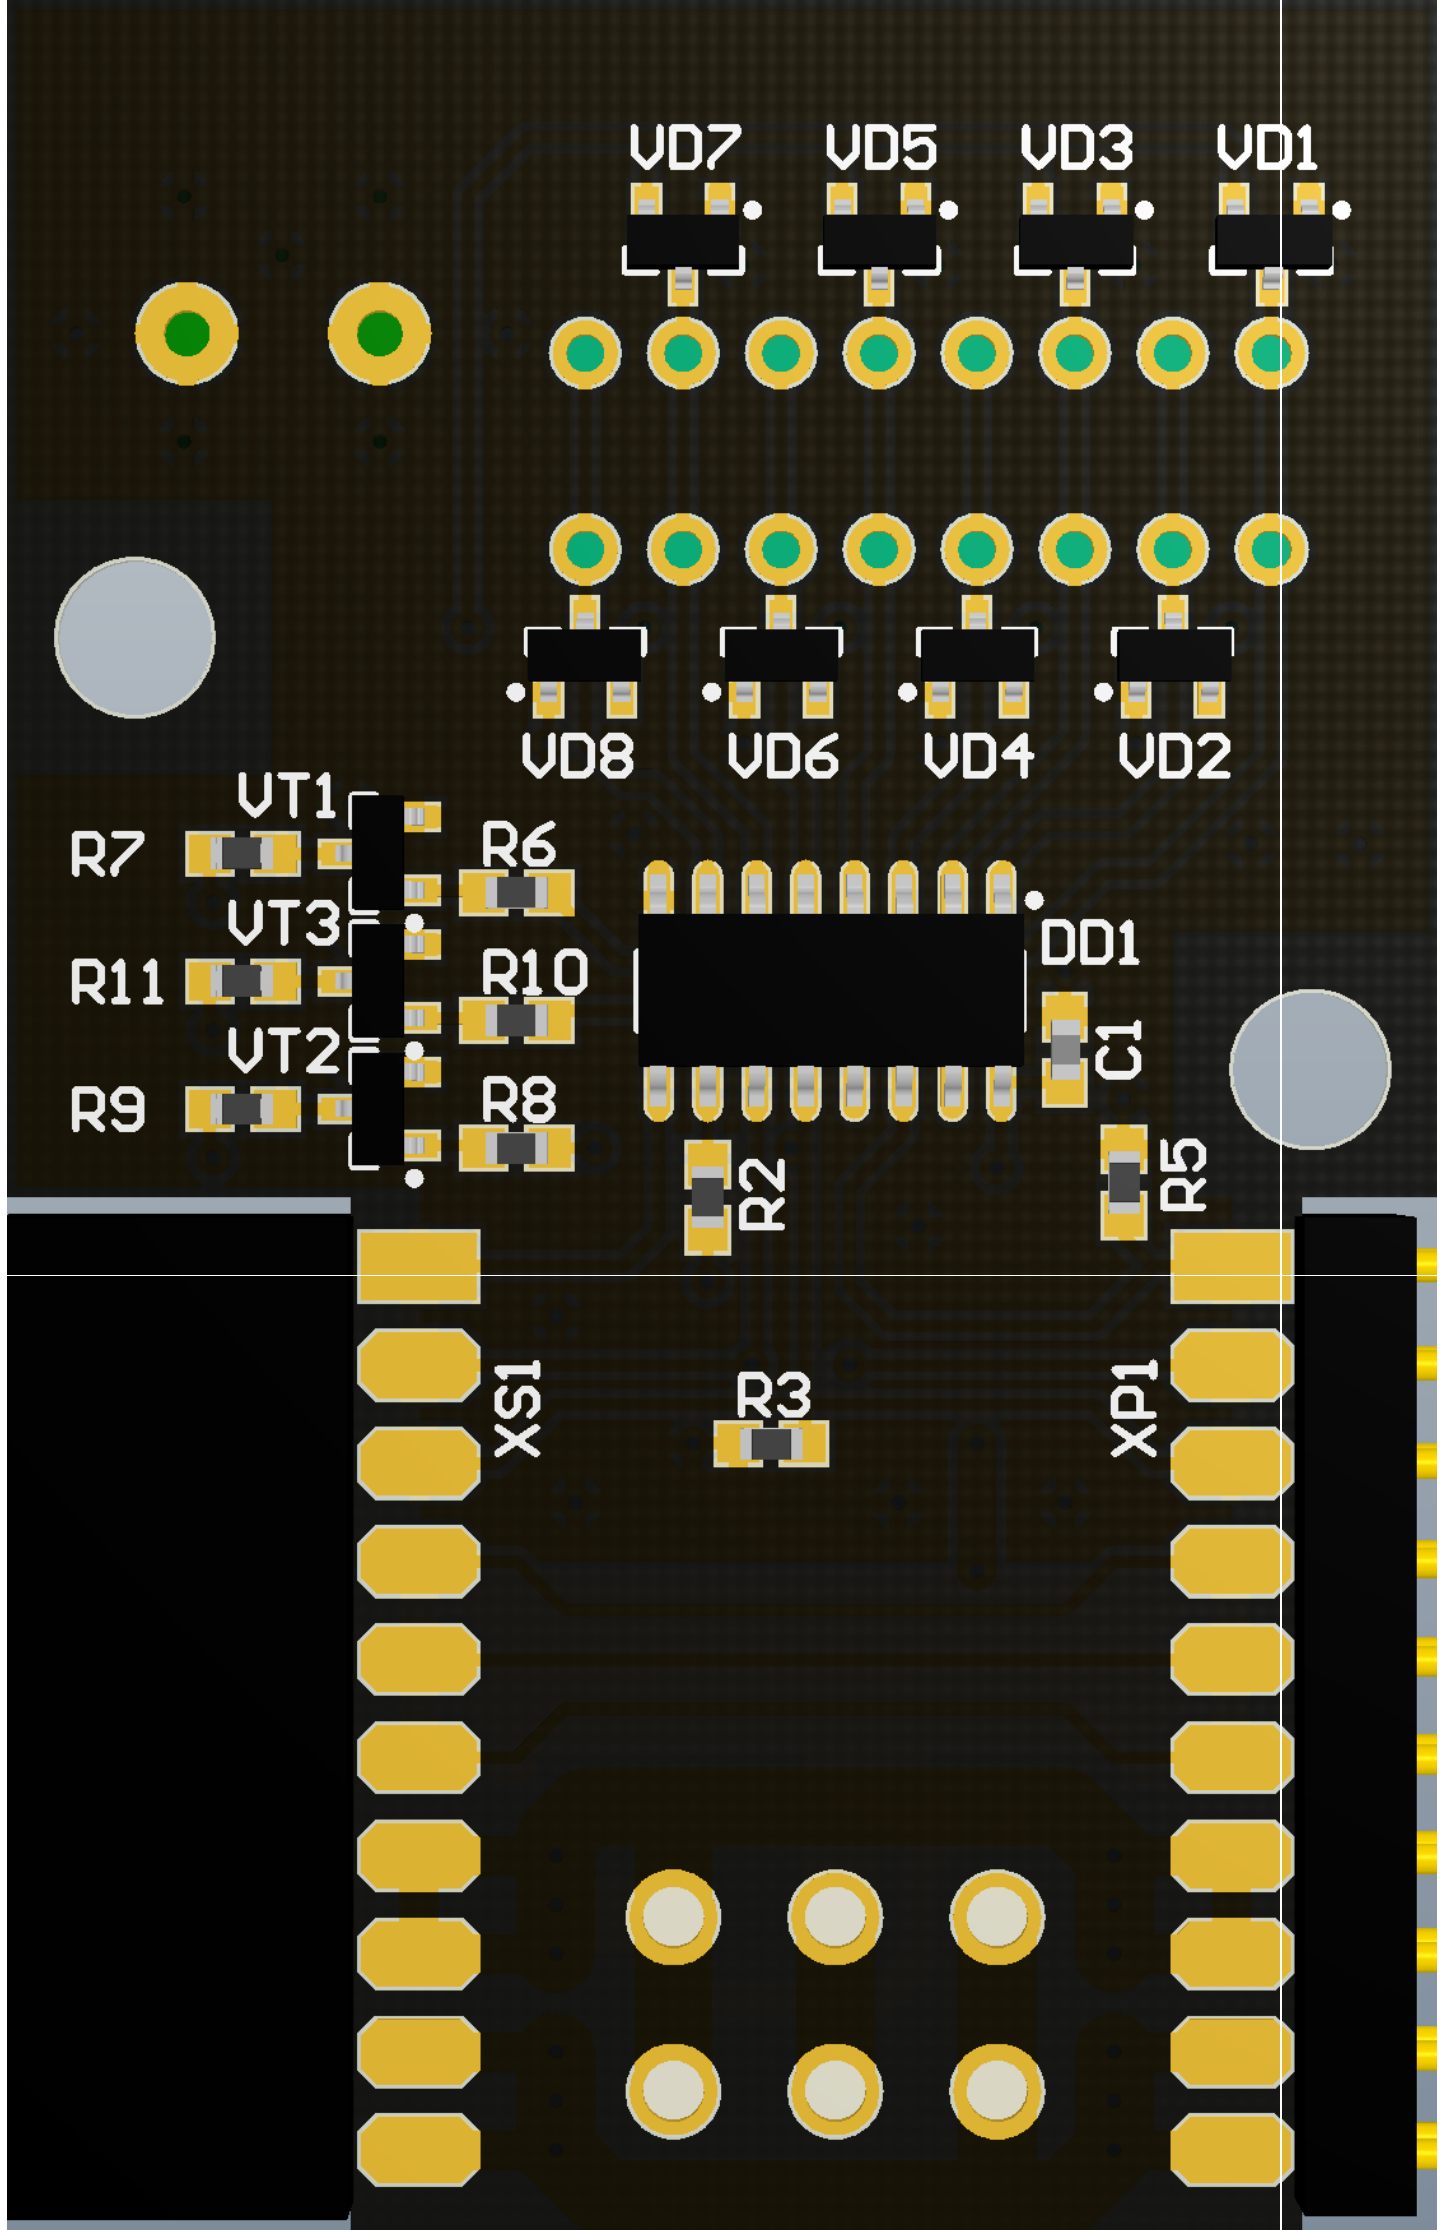 VD7 VD5 VD3 VD1
VD8 VD6 VD4 VD2
VT1
R7 R6
VT3
DD1
R11 R10
VT2 C1
R9 R8
R2 R5
XS1 R3 XP1